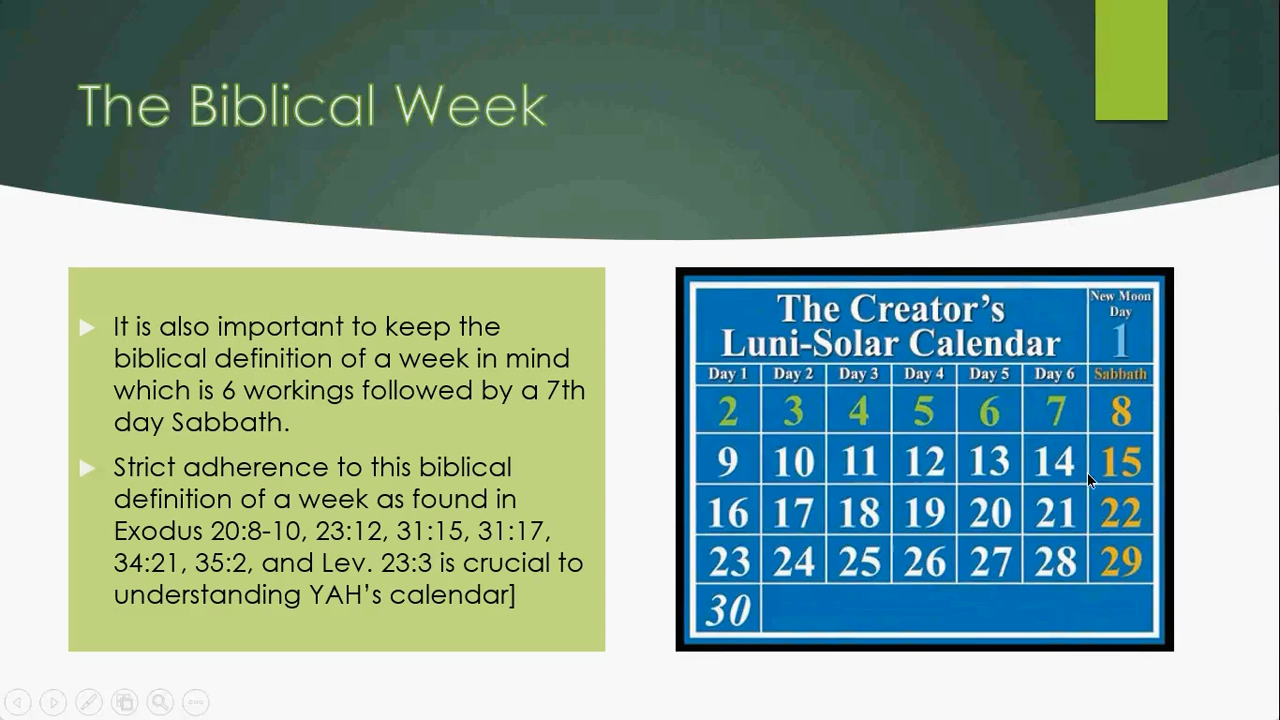 The Biblical Week
It is also important to keep the
biblical definition of a week in mind
which is 6 workings followed by a 7th
day Sabbath.
Strict adherence to this biblical
definition of a week as found in
Exodus 20:8-10, 23:12, 31:15, 31:17,
34:21, 35:2, and Lev. 23:3 is crucial to
understanding YAH’s calendar]
The Creator’s
Luni-Solar Calendar
New Moon
Day
1
Day 1 Day 2 Day 3 Day 4 Day 5 Day 6 Sabbath
2 3 4 5 6 7 8
9 10 11 12 13 14 15
16 17 18 19 20 21 22
23 24 25 26 27 28 29
30